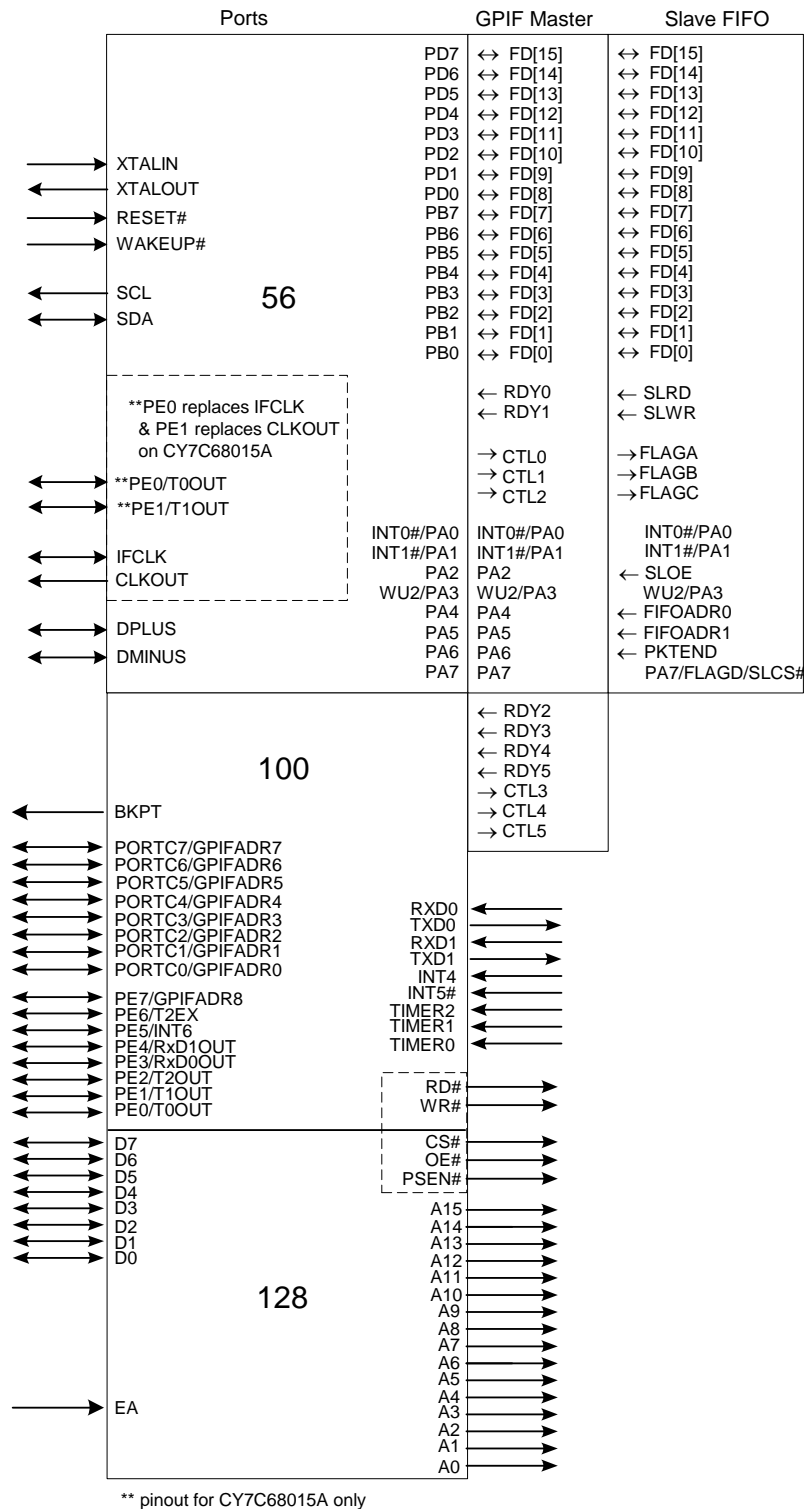 Ports GPIF Master Slave FIFO
PD7 ↔ FD[15] ↔ FD[15]
PD6 ↔ FD[14] ↔ FD[14]
PD5 ↔ FD[13] ↔ FD[13]
PD4 ↔ FD[12] ↔ FD[12]
PD3 ↔ FD[11] ↔ FD[11]
PD2 ↔ FD[10] ↔ FD[10]
PD1 ↔ FD[9] ↔ FD[9]
PD0 ↔ FD[8] ↔ FD[8]
PB7 ↔ FD[7] ↔ FD[7]
PB6 ↔ FD[6] ↔ FD[6]
PB5 ↔ FD[5] ↔ FD[5]
PB4 ↔ FD[4] ↔ FD[4]
PB3 ↔ FD[3] ↔ FD[3]
PB2 ↔ FD[2] ↔ FD[2]
PB1 ↔ FD[1] ↔ FD[1]
PB0 ↔ FD[0] ↔ FD[0]
XTALIN
XTALOUT
RESET#
WAKEUP#
SCL
SDA
56
← RDY0 ← SLRD
← RDY1 ← SLWR
→ CTL0 → FLAGA
→ CTL1 → FLAGB
→ CTL2 → FLAGC
**PE0 replaces IFCLK
& PE1 replaces CLKOUT
on CY7C68015A
**PE0/T0OUT
**PE1/T1OUT
IFCLK
CLKOUT
DPLUS
DMINUS
INT0#/PA0 INT0#/PA0 INT0#/PA0
INT1#/PA1 INT1#/PA1 INT1#/PA1
PA2 PA2 ← SLOE
WU2/PA3 WU2/PA3 WU2/PA3
PA4 PA4 ← FIFOADR0
PA5 PA5 ← FIFOADR1
PA6 PA6 ← PKTEND
PA7 PA7 PA7/FLAGD/SLCS#
← RDY2
← RDY3
← RDY4
← RDY5
→ CTL3
→ CTL4
→ CTL5
100
BKPT
PORTC7/GPIFADR7
PORTC6/GPIFADR6
PORTC5/GPIFADR5
PORTC4/GPIFADR4
PORTC3/GPIFADR3
PORTC2/GPIFADR2
PORTC1/GPIFADR1
PORTC0/GPIFADR0
PE7/GPIFADR8
PE6/T2EX
PE5/INT6
PE4/RxD1OUT
PE3/RxD0OUT
PE2/T2OUT
PE1/T1OUT
PE0/T0OUT
RXD0
TXD0
RXD1
TXD1
INT4
INT5#
TIMER2
TIMER1
TIMER0
RD#
WR#
CS#
OE#
PSEN#
D7
D6
D5
D4
D3
D2
D1
D0
128
EA
A15
A14
A13
A12
A11
A10
A9
A8
A7
A6
A5
A4
A3
A2
A1
A0
** pinout for CY7C68015A only